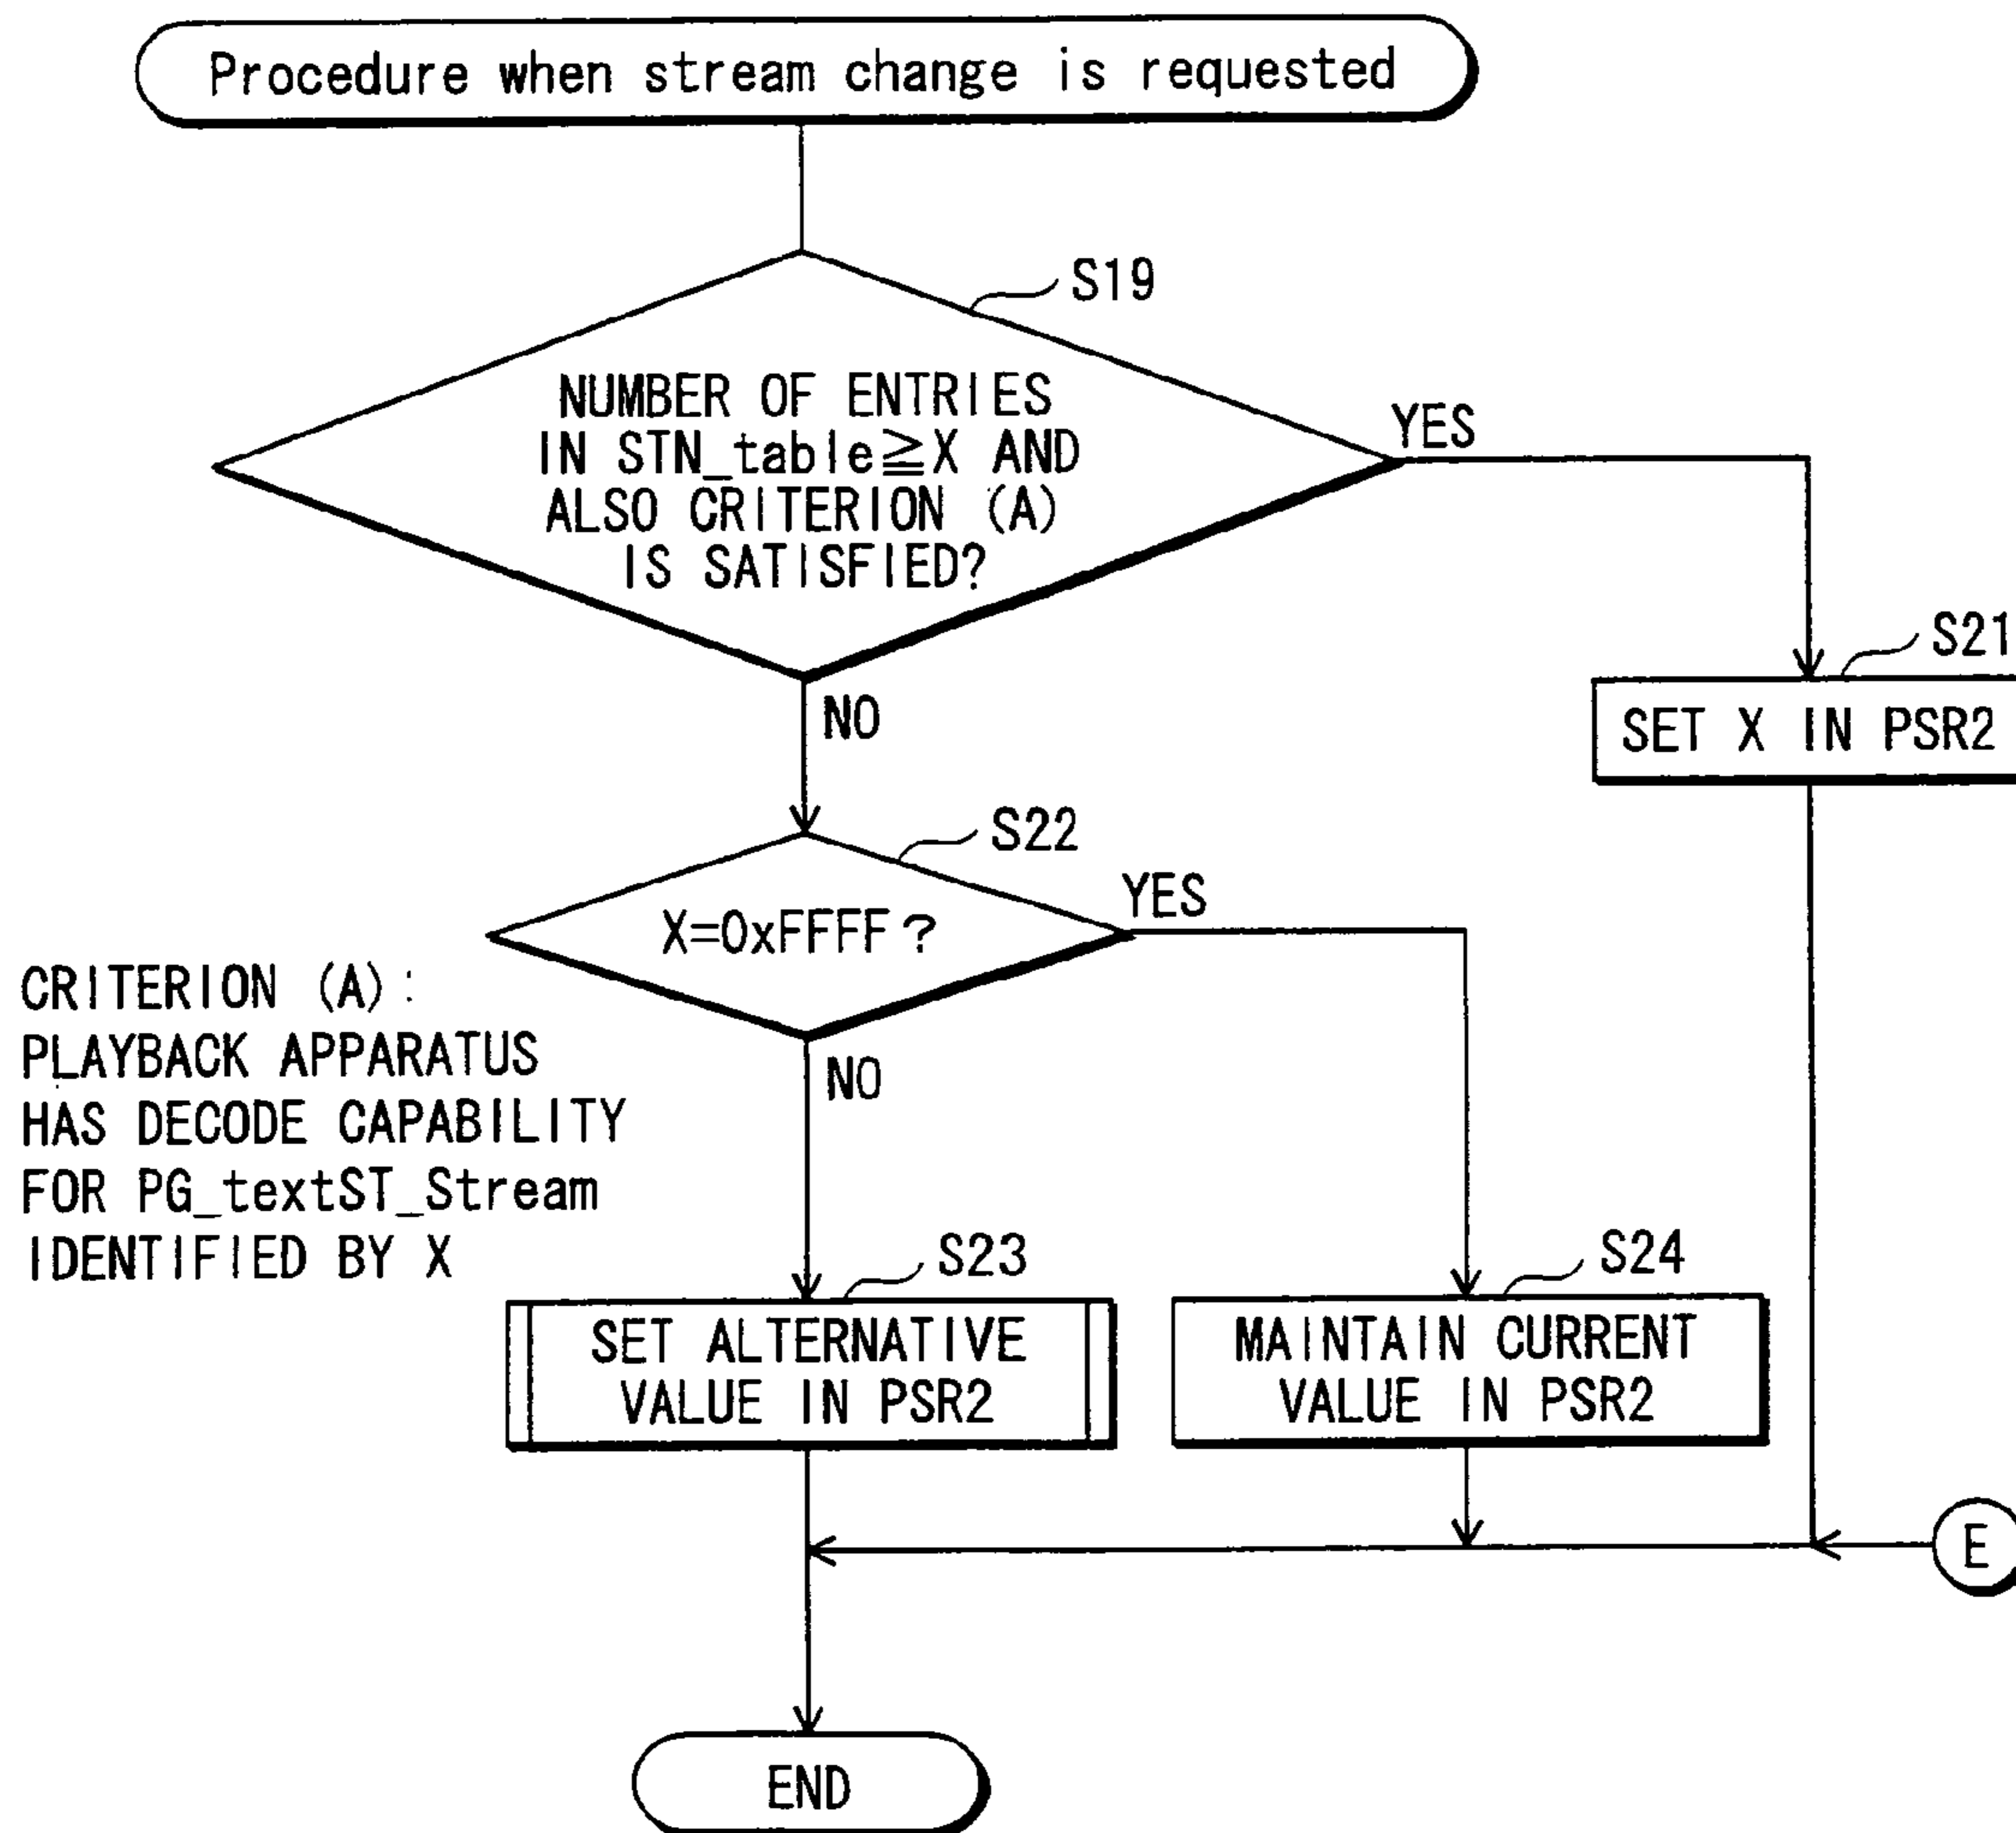 Procedure when stream change is requested
S19
NUMBER OF ENTRIES
IN STN_table≧X AND
ALSO CRITERION (A)
IS SATISFIED?
YES
NO
S21
SET X IN PSR2
S22
X=0xFFFF?
YES
NO
CRITERION (A):
PLAYBACK APPARATUS
HAS DECODE CAPABILITY
FOR PG_textST_Stream
IDENTIFIED BY X
S23
SET ALTERNATIVE
VALUE IN PSR2
S24
MAINTAIN CURRENT
VALUE IN PSR2
E
END